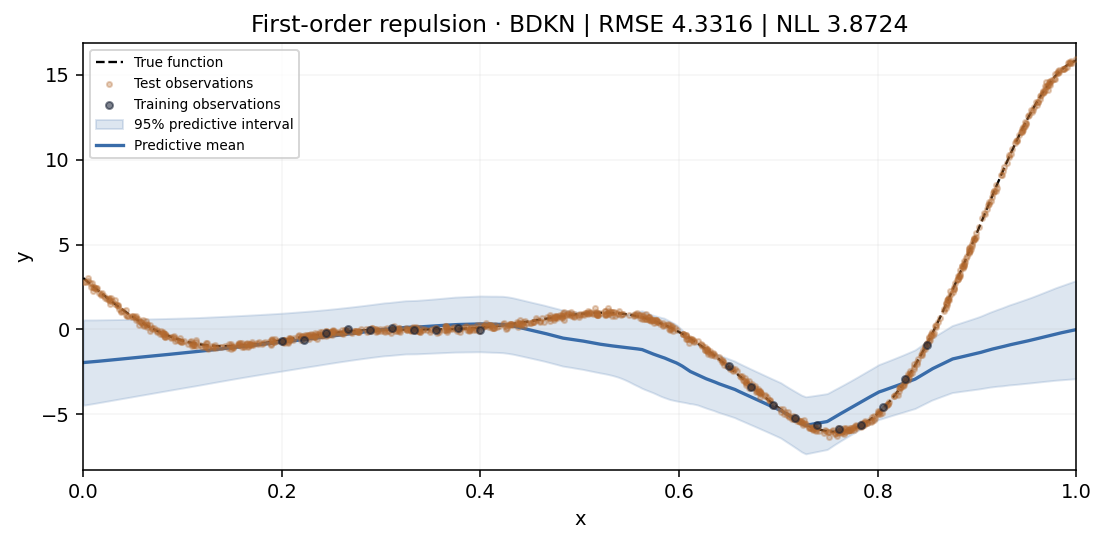 First-order repulsion · BDKN | RMSE 4.3316 | NLL 3.8724
True function
Test observations
Training observations
95% predictive interval
Predictive mean
15
10
5
0
−5
y
0.0 0.2 0.4 0.6 0.8 1.0
x